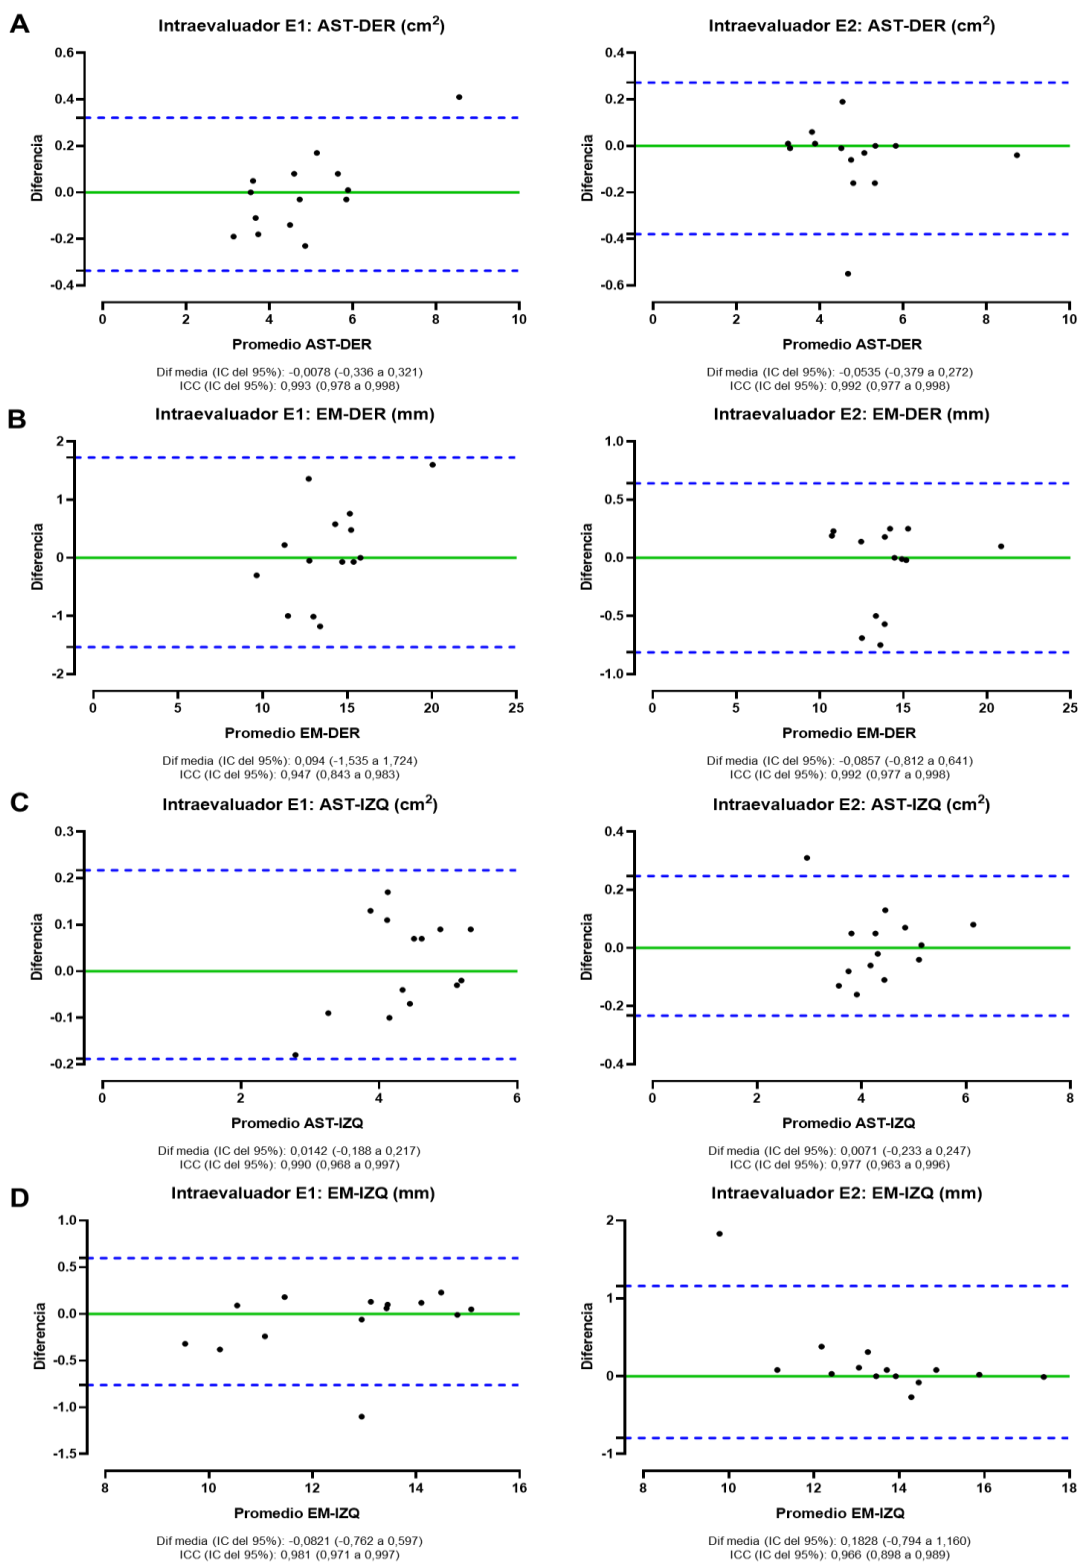 A
Intraevaluador E1: AST-DER (cm²)
0.6
0.4
0.2
0.0
-0.2
-0.4
Diferencia
0 2 4 6 8 10
Promedio AST-DER
Dif media (IC del 95%): -0,0078 (-0,336 a 0,321)
ICC (IC del 95%): 0,993 (0,978 a 0,998)
Intraevaluador E2: AST-DER (cm²)
0.4
0.2
0.0
-0.2
-0.4
-0.6
Diferencia
0 2 4 6 8 10
Promedio AST-DER
Dif media (IC del 95%): -0,0535 (-0,379 a 0,272)
ICC (IC del 95%): 0,992 (0,977 a 0,998)
B
Intraevaluador E1: EM-DER (mm)
2
1
0
-1
-2
Diferencia
0 5 10 15 20 25
Promedio EM-DER
Dif media (IC del 95%): 0,094 (-1,535 a 1,724)
ICC (IC del 95%): 0,947 (0,843 a 0,983)
Intraevaluador E2: EM-DER (mm)
1.0
0.5
0.0
-0.5
-1.0
Diferencia
0 5 10 15 20 25
Promedio EM-DER
Dif media (IC del 95%): -0,0857 (-0,812 a 0,641)
ICC (IC del 95%): 0,992 (0,977 a 0,998)
C
Intraevaluador E1: AST-IZQ (cm²)
0.3
0.2
0.1
0.0
-0.1
-0.2
Diferencia
0 2 4 6
Promedio AST-IZQ
Dif media (IC del 95%): 0,0142 (-0,188 a 0,217)
ICC (IC del 95%): 0,990 (0,968 a 0,997)
Intraevaluador E2: AST-IZQ (cm²)
0.4
0.2
0.0
-0.2
-0.4
Diferencia
0 2 4 6 8
Promedio AST-IZQ
Dif media (IC del 95%): 0,0071 (-0,233 a 0,247)
ICC (IC del 95%): 0,977 (0,963 a 0,996)
D
Intraevaluador E1: EM-IZQ (mm)
1.0
0.5
0.0
-0.5
-1.0
-1.5
Diferencia
8 10 12 14 16
Promedio EM-IZQ
Dif media (IC del 95%): -0,0821 (-0,762 a 0,597)
ICC (IC del 95%): 0,981 (0,971 a 0,997)
Intraevaluador E2: EM-IZQ (mm)
2
1
0
-1
Diferencia
8 10 12 14 16 18
Promedio EM-IZQ
Dif media (IC del 95%): 0,1828 (-0,794 a 1,160)
ICC (IC del 95%): 0,966 (0,898 a 0,989)